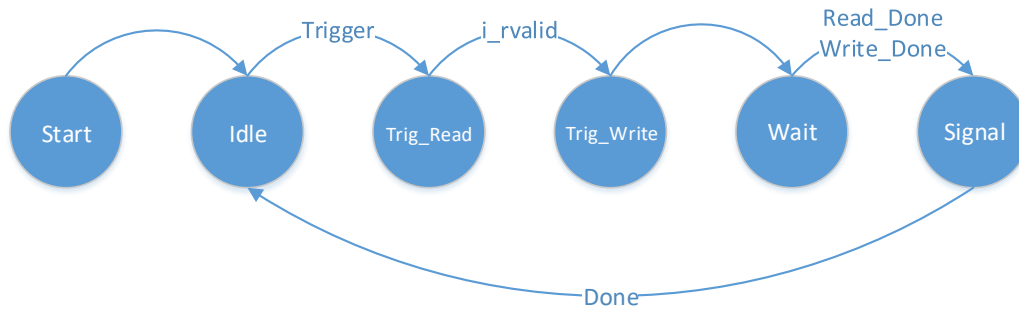 Read_Done
Trigger
i_rvalid
Write_Done
Start
Idle
Trig_Read
Trig_Write
Wait
Signal
Done